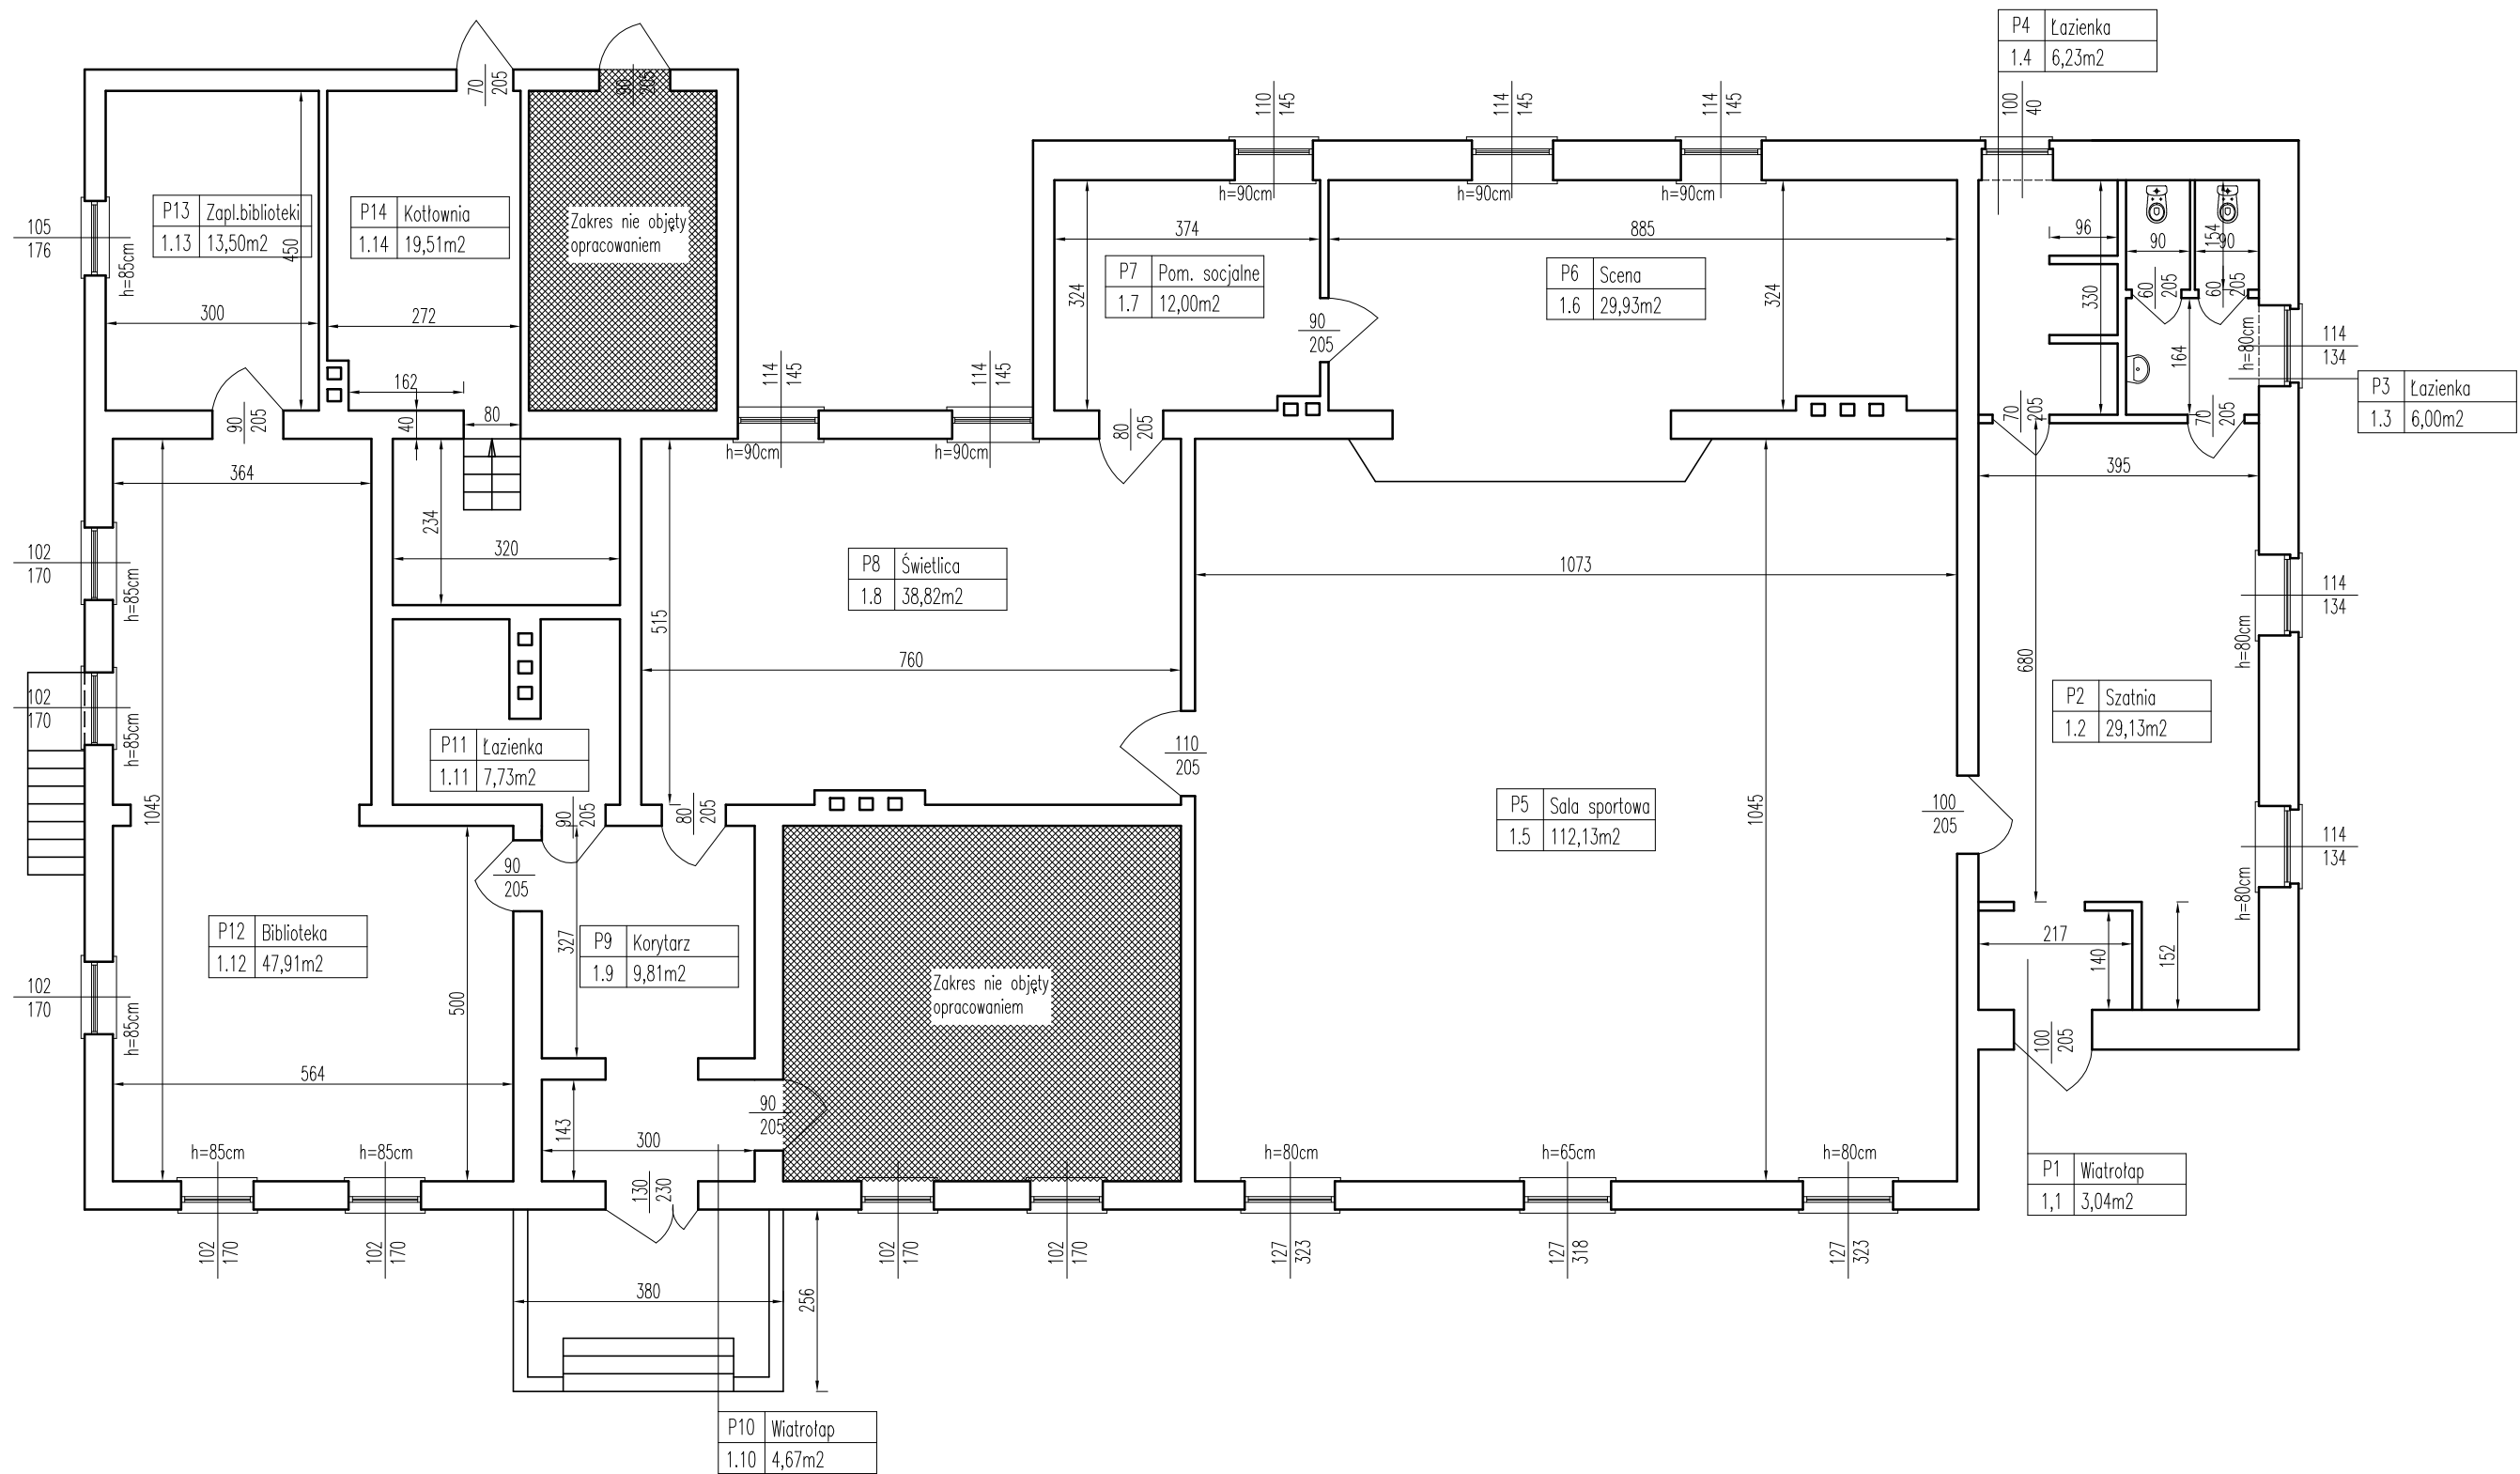 P4 Łazienka
1.4 6,23m2
70
205
90
205
110
145
114
145
114
145
100
40
h=90cm
h=90cm
h=90cm
P13 Zapl.biblioteki
1.13 13,50m2
450
P14 Kotłownia
1.14 19,51m2
Zakres nie objęty
opracowaniem
105
176
h=85cm
300
272
162
40
80
90
205
374
885
324
324
P7 Pom. socjalne
1.7 12,00m2
P6 Scena
1.6 29,93m2
90
205
96
330
90
154
90
60
205
60
205
164
h=80cm
114
134
P3 Łazienka
1.3 6,00m2
70
205
70
205
114
145
114
145
h=90cm
h=90cm
80
205
364
234
320
395
102
170
h=85cm
P8 Świetlica
1.8 38,82m2
515
760
1073
114
134
h=80cm
680
P2 Szatnia
1.2 29,13m2
102
170
h=85cm
P11 Łazienka
1.11 7,73m2
110
205
1045
P5 Sala sportowa
1.5 112,13m2
1045
100
205
114
134
h=80cm
90
205
80
205
90
205
P12 Biblioteka
1.12 47,91m2
327
P9 Korytarz
1.9 9,81m2
Zakres nie objęty
opracowaniem
217
140
152
102
170
h=85cm
500
564
100
205
143
300
90
205
h=85cm
h=85cm
h=80cm
h=65cm
h=80cm
130
230
P1 Wiatrołap
1,1 3,04m2
102
170
102
170
102
170
102
170
127
323
127
318
127
323
380
256
P10 Wiatrołap
1.10 4,67m2